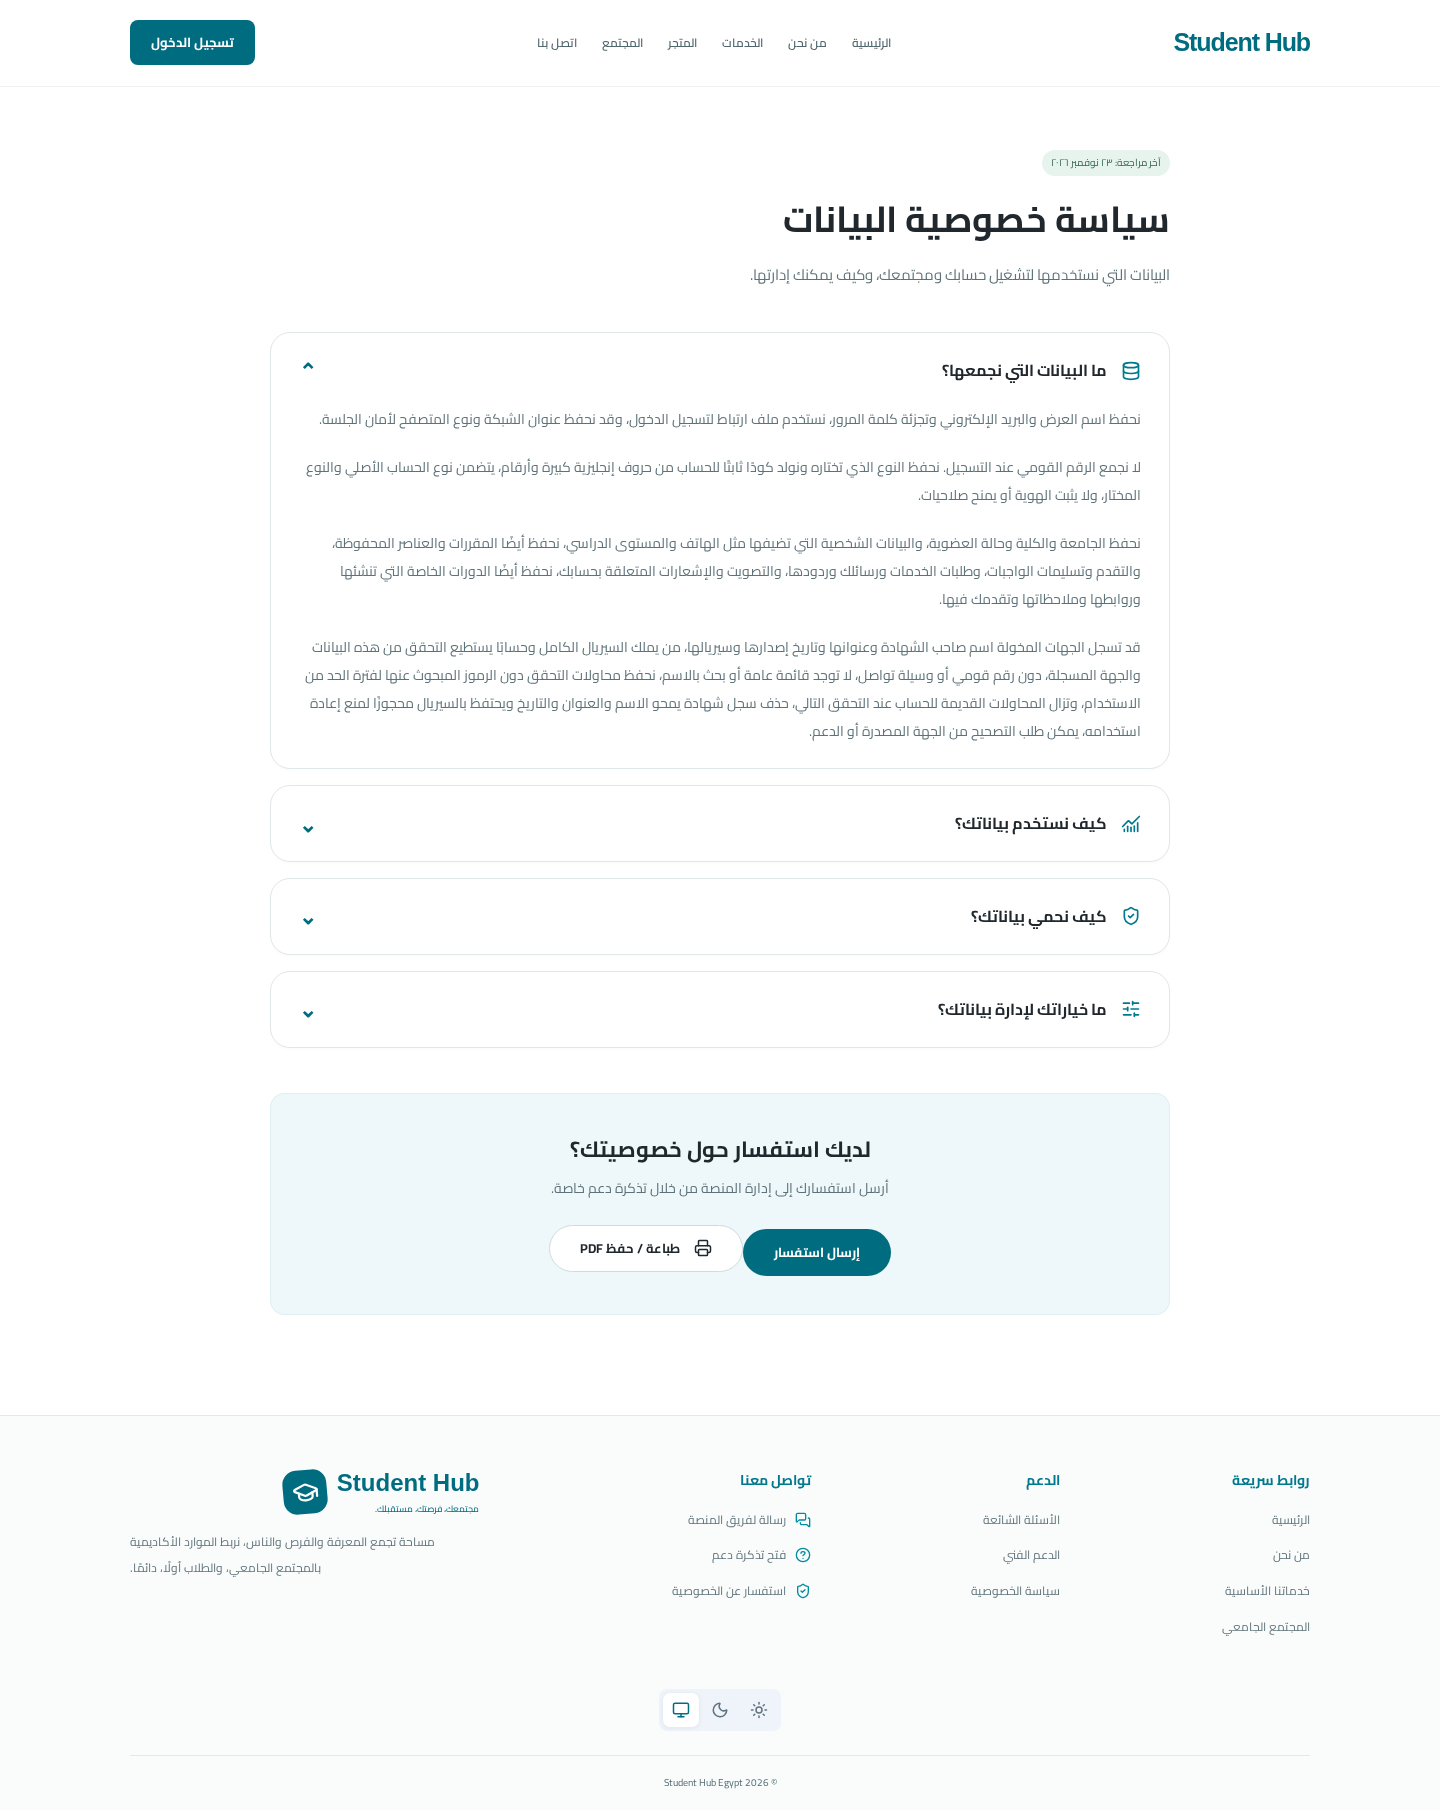 Student Hub
الرئيسية
من نحن
الخدمات
المتجر
المجتمع
اتصل بنا
تسجيل الدخول
آخر مراجعة: ٢٣ نوفمبر ٢٠٢٦
سياسة خصوصية البيانات
البيانات التي نستخدمها لتشغيل حسابك ومجتمعك، وكيف يمكنك إدارتها.
ما البيانات التي نجمعها؟
نحفظ اسم العرض والبريد الإلكتروني وتجزئة كلمة المرور، نستخدم ملف ارتباط لتسجيل الدخول، وقد نحفظ عنوان الشبكة ونوع المتصفح لأمان الجلسة.
لا نجمع الرقم القومي عند التسجيل. نحفظ النوع الذي تختاره ونولد كودًا ثابتًا للحساب من حروف إنجليزية كبيرة وأرقام، يتضمن نوع الحساب الأصلي والنوع
المختار، ولا يثبت الهوية أو يمنح صلاحيات.
نحفظ الجامعة والكلية وحالة العضوية، والبيانات الشخصية التي تضيفها مثل الهاتف والمستوى الدراسي، نحفظ أيضًا المقررات والعناصر المحفوظة،
والتقدم وتسليمات الواجبات، وطلبات الخدمات ورسائلك وردودها، والتصويت والإشعارات المتعلقة بحسابك، نحفظ أيضًا الدورات الخاصة التي تنشئها
وروابطها وملاحظاتها وتقدمك فيها.
قد تسجل الجهات المخولة اسم صاحب الشهادة وعنوانها وتاريخ إصدارها وسيريالها، من يملك السيريال الكامل وحسابًا يستطيع التحقق من هذه البيانات
والجهة المسجلة، دون رقم قومي أو وسيلة تواصل، لا توجد قائمة عامة أو بحث بالاسم، نحفظ محاولات التحقق دون الرموز المبحوث عنها لفترة الحد من
الاستخدام، وتزال المحاولات القديمة للحساب عند التحقق التالي، حذف سجل شهادة يمحو الاسم والعنوان والتاريخ ويحتفظ بالسيريال محجوزًا لمنع إعادة
استخدامه، يمكن طلب التصحيح من الجهة المصدرة أو الدعم.
كيف نستخدم بياناتك؟
كيف نحمي بياناتك؟
ما خياراتك لإدارة بياناتك؟
لديك استفسار حول خصوصيتك؟
أرسل استفسارك إلى إدارة المنصة من خلال تذكرة دعم خاصة.
إرسال استفسار
طباعة / حفظ PDF
روابط سريعة
الرئيسية
من نحن
خدماتنا الأساسية
المجتمع الجامعي
الدعم
الأسئلة الشائعة
الدعم الفني
سياسة الخصوصية
تواصل معنا
رسالة لفريق المنصة
فتح تذكرة دعم
استفسار عن الخصوصية
Student Hub
مجتمعك، فرصتك، مستقبلك.
مساحة تجمع المعرفة والفرص والناس، نربط الموارد الأكاديمية
بالمجتمع الجامعي، والطلاب أولًا، دائمًا.
© 2026 Student Hub Egypt